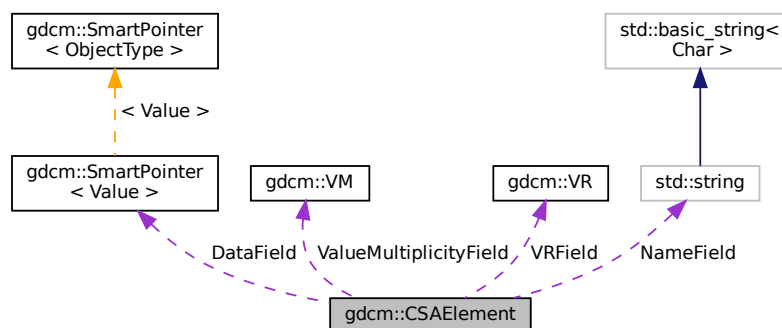 gdcm::SmartPointer
< ObjectType >
std::basic_string<
Char >
< Value >
gdcm::SmartPointer
< Value >
gdcm::VM
gdcm::VR
std::string
DataField
ValueMultiplicityField
VRField
NameField
gdcm::CSAElement